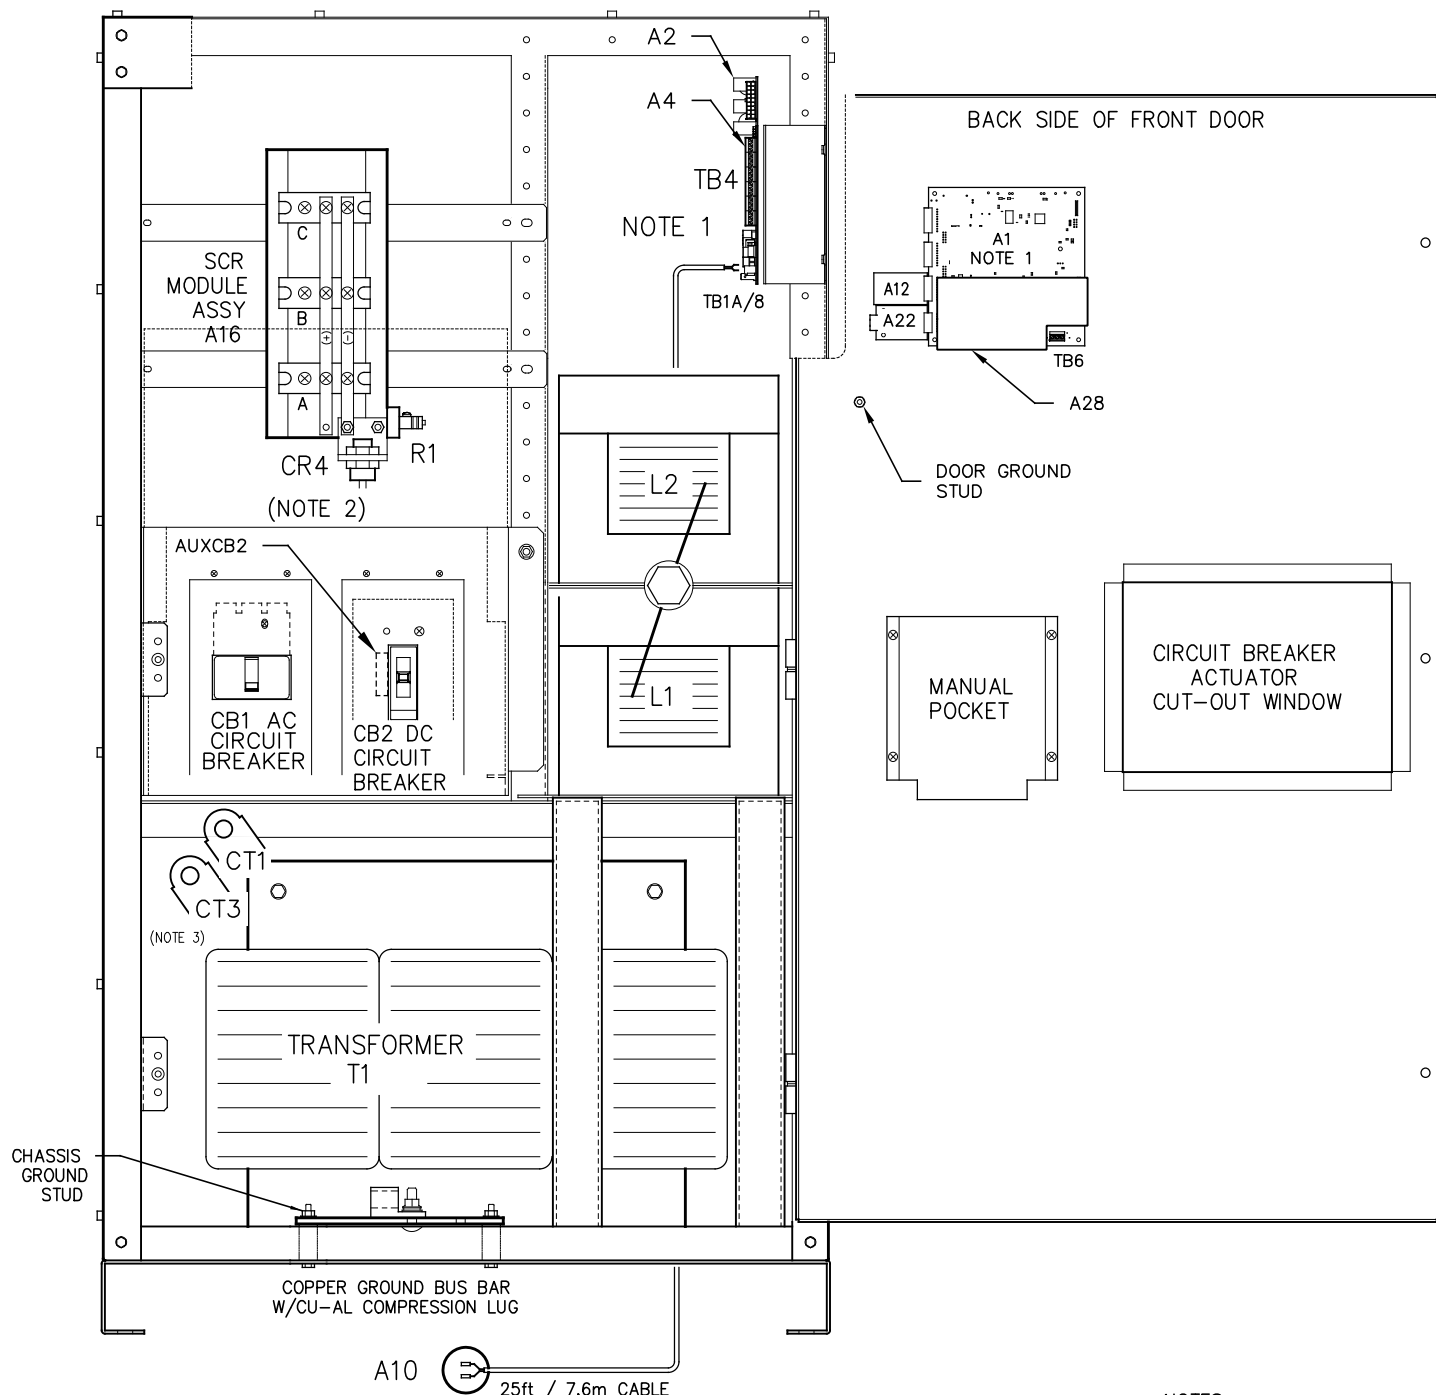 A2
A4
BACK SIDE OF FRONT DOOR
TB4
NOTE 1
TB1A/8
A1
NOTE 1
A12
A22
TB6
A28
C
SCR
MODULE
ASSY
A16
B
+ −
A
CR4
R1
(NOTE 2)
L2
DOOR GROUND
STUD
AUXCB2
CB1 AC
CIRCUIT
BREAKER
CB2 DC
CIRCUIT
BREAKER
L1
MANUAL
POCKET
CIRCUIT BREAKER
ACTUATOR
CUT-OUT WINDOW
CT1
CT3
(NOTE 3)
TRANSFORMER
T1
CHASSIS
GROUND
STUD
COPPER GROUND BUS BAR
W/CU-AL COMPRESSION LUG
A10
25ft / 7.6m CABLE
NOTES